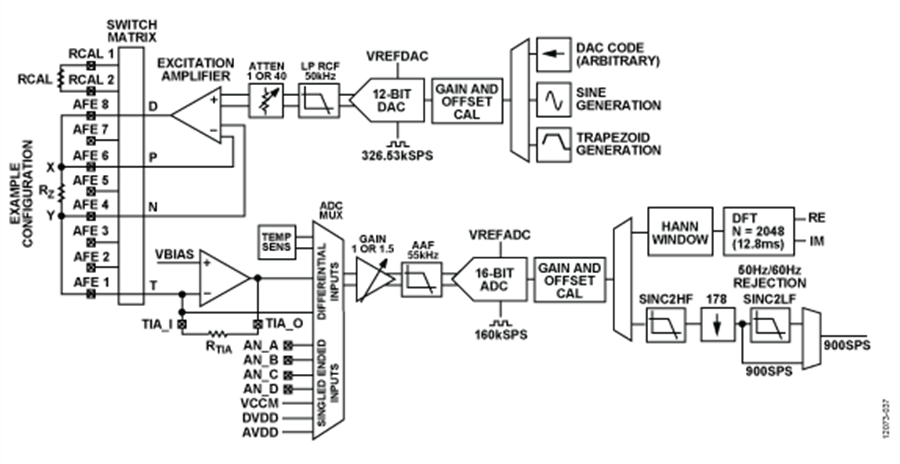 SWITCH
MATRIX
RCAL 1
RCAL
RCAL 2
AFE 8
D
AFE 7
X
AFE 6
P
AFE 5
RZ
Y
AFE 4
N
AFE 3
AFE 2
AFE 1
T
EXAMPLE
CONFIGURATION
EXCITATION
AMPLIFIER
+
−
ATTEN
1 OR 40
LP RCF
50kHz
VREFDAC
12-BIT
DAC
326.53kSPS
GAIN AND
OFFSET
CAL
DAC CODE
(ARBITRARY)
SINE
GENERATION
TRAPEZOID
GENERATION
VBIAS
+
−
TIA_I
TIA_O
RTIA
TEMP
SENS
ADC
MUX
DIFFERENTIAL
INPUTS
SINGLED ENDED
INPUTS
AN_A
AN_B
AN_C
AN_D
VCCM
DVDD
AVDD
GAIN
1 OR 1.5
AAF
55kHz
VREFADC
16-BIT
ADC
160kSPS
GAIN AND
OFFSET
CAL
HANN
WINDOW
DFT
N = 2048
(12.8ms)
RE
IM
50Hz/60Hz
REJECTION
SINC2HF
178
SINC2LF
900SPS
900SPS
12073-037